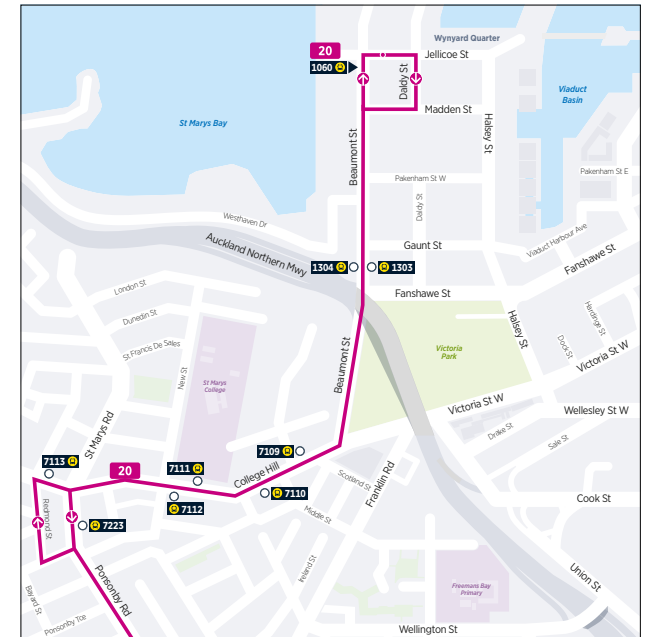 Wynyard Quarter
20
Jellicoe St
1060
Daldy St
Viaduct
Basin
Madden St
St Marys Bay
Halsey St
Beaumont St
Pakenham St E
Pakenham St W
Daldy St
Westhaven Dr
Viaduct Harbour Ave
Auckland Northern Mwy
Gaunt St
Fanshawe St
1304
1303
London St
Fanshawe St
Hardinge St
Dunedin St
Halsey St
Dock St
St Francis De Sales
Victoria
Park
Victoria St W
New St
St Marys
College
Beaumont St
Victoria St W
Wellesley St W
St Marys Rd
Drake St
Sale St
7109
7113
20
7111
College Hill
Scotland St
Franklin Rd
7110
Cook St
7112
Redmond St
7223
Middle St
Ireland St
Union St
Ponsonby Rd
Freemans Bay
Primary
Bayard St
Ponsonby Tce
Wellington St